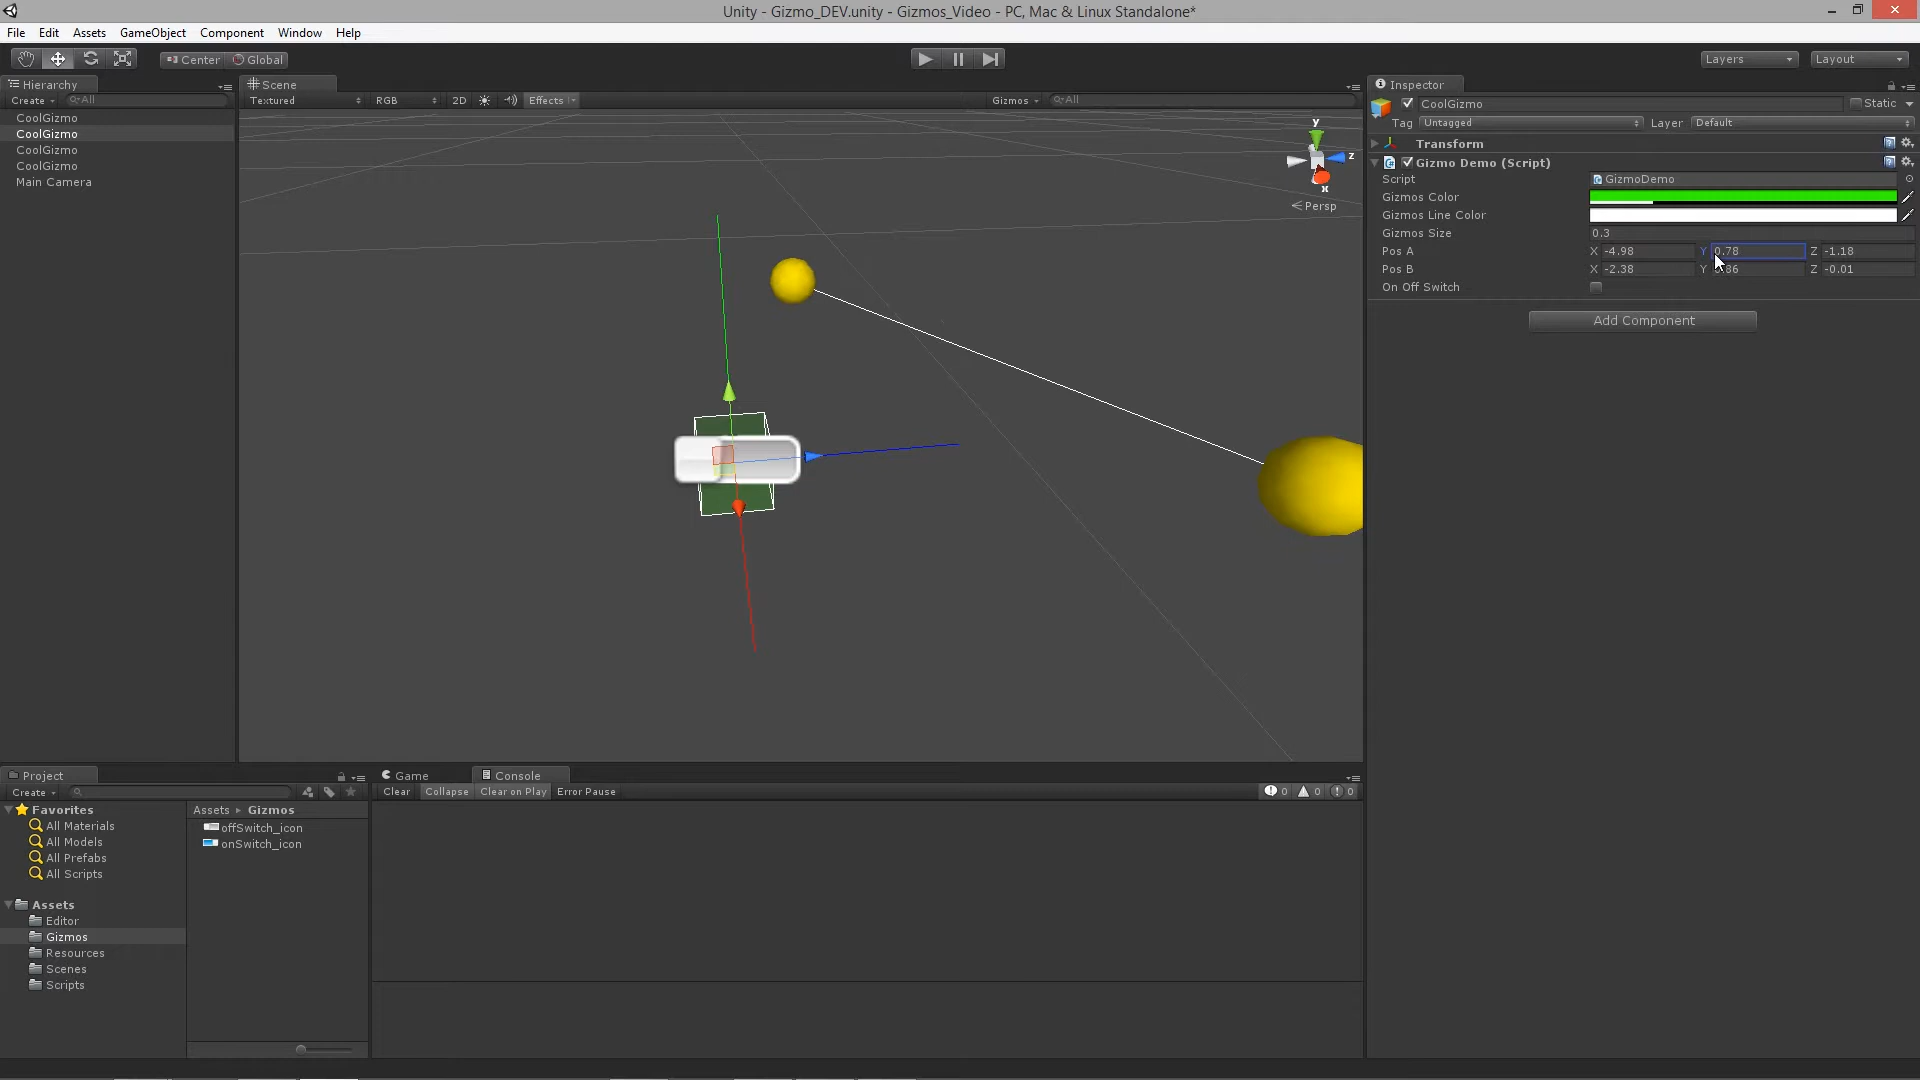 Unity - Gizmo_DEV.unity - Gizmos_Video - PC, Mac & Linux Standalone*
File Edit Assets GameObject Component Window Help
Center Global
Layers Layout
Hierarchy
Create All
CoolGizmo
CoolGizmo
CoolGizmo
CoolGizmo
Main Camera
Scene
Textured RGB 2D Effects Gizmos All
y
z
x
Persp
Inspector
CoolGizmo Static
Tag Untagged Layer Default
Transform
Gizmo Demo (Script)
Script GizmoDemo
Gizmos Color
Gizmos Line Color
Gizmos Size 0.3
Pos A X -4.98 Y 0.78 Z -1.18
Pos B X -2.38 Y Z -0.01
On Off Switch
Add Component
Project
Create
Favorites
All Materials
All Models
All Prefabs
All Scripts
Assets
Editor
Gizmos
Resources
Scenes
Scripts
Assets Gizmos
offSwitch_icon
onSwitch_icon
Game Console
Clear Collapse Clear on Play Error Pause 0 0 0